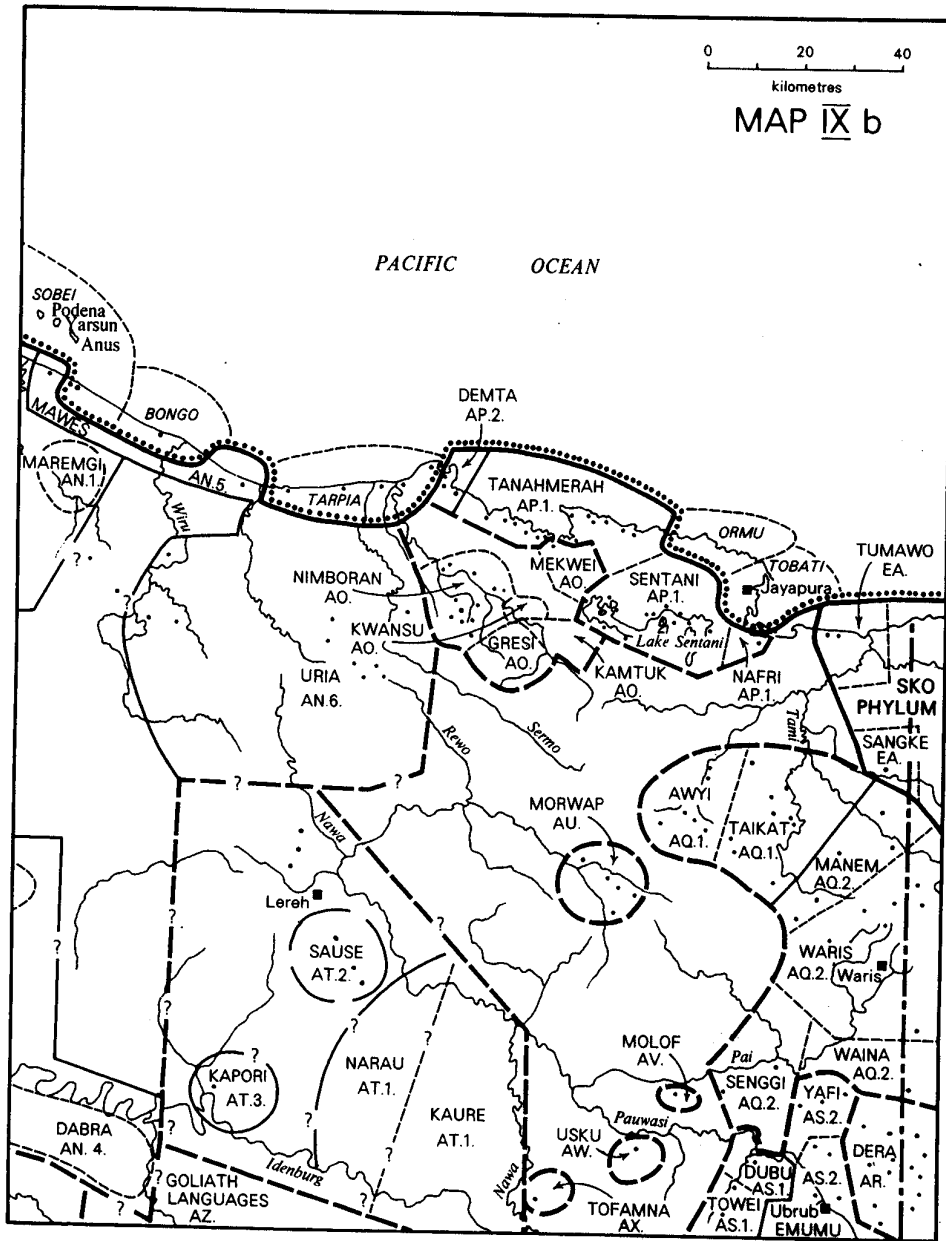 0 20 40
kilometres
MAP IX b
PACIFIC OCEAN
SOBEI
Podena
arsun
Anus
BONGO
DEMTA
AP.2.
MAWES
AN.5.
MAREMGI
AN.1.
?
Wiru
TARPIA
TANAHMERAH
AP.1.
ORMU
TOBATI
Jayapura
TUMAWO
EA.
MEKWEI
AO.
SENTANI
AP.1.
Lake Sentani
NIMBORAN
AO.
KWANSU
AO.
GRESI
AO.
KAMTUK
AO.
NAFRI
AP.1.
SKO
PHYLUM
SANGKE
EA.
Tami
URIA
AN.6.
Rewo
Sermo
?
?
Nawa
MORWAP
AU.
AWYI
AQ.1.
TAIKAT
AQ.1.
MANEM
AQ.2.
Lereh
?
?
?
SAUSE
AT.2.
WARIS
AQ.2.
Waris
?
?
?
?
?
KAPORI
AT.3.
NARAU
AT.1.
?
KAURE
AT.1.
MOLOF
AV.
Pai
SENGGI
AQ.2.
WAINA
AQ.2.
YAFI
AS.2.
Pauwasi
DABRA
AN. 4.
?
?
?
?
Idenburg
GOLIATH
LANGUAGES
AZ.
Nawa
USKU
AW.
TOFAMNA
AX.
DUBU
AS.1.
TOWEI
AS.1.
AS.2.
DERA
AR.
Ubrub
EMUMU